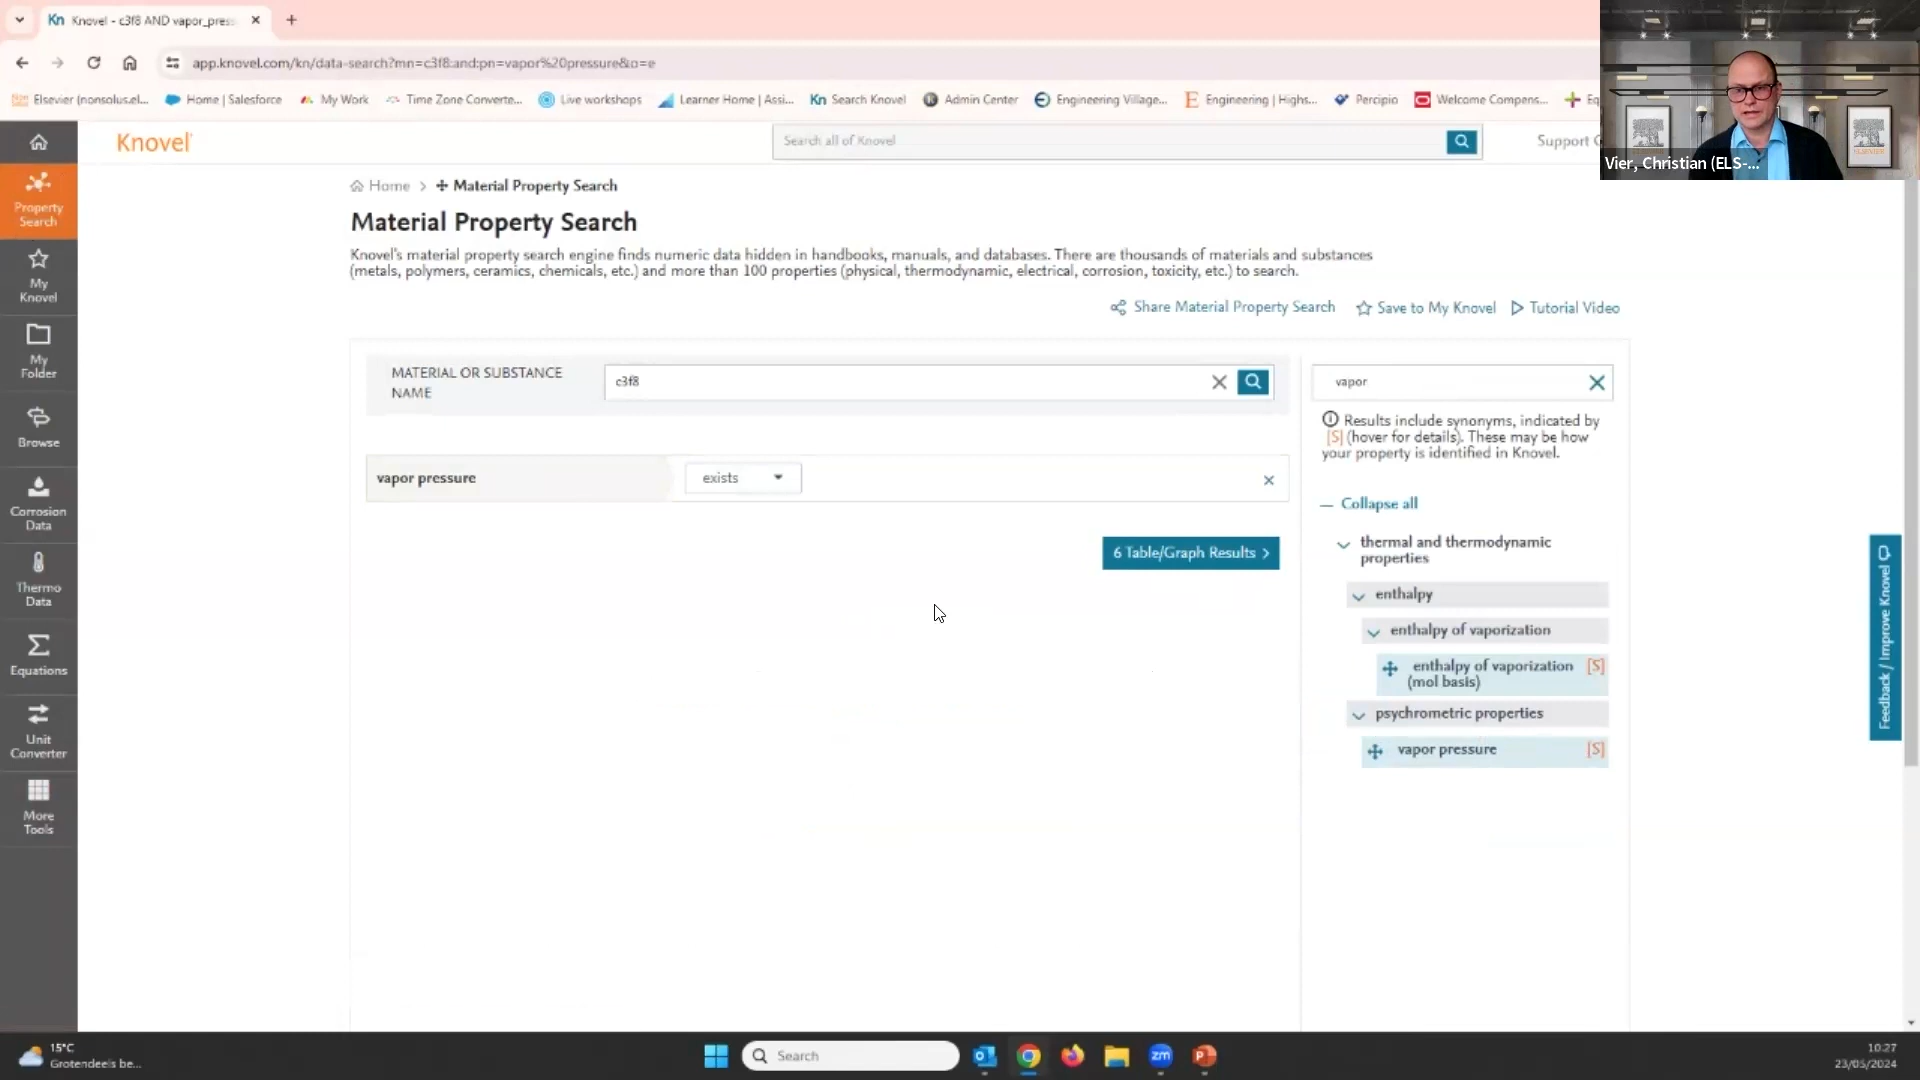 Kn Knovel - c3f8 AND vapor_pres
app.knovel.com/kn/data-search?mn=c3f8:and:pn=vapor%20pressure&o=e
Elsevier (nonsolus.el... Home | Salesforce My Work Time Zone Converte... Live workshops Learner Home | Assi... Kn Search Knovel Admin Center Engineering Village... Engineering | Highs... Percipio Welcome Compens... Eq
Vier, Christian (ELS-...
Knovel
Search all of Knovel
Support
Home > Material Property Search
Material Property Search
Knovel's material property search engine finds numeric data hidden in handbooks, manuals, and databases. There are thousands of materials and substances
(metals, polymers, ceramics, chemicals, etc.) and more than 100 properties (physical, thermodynamic, electrical, corrosion, toxicity, etc.) to search.
Share Material Property Search Save to My Knovel Tutorial Video
Property
Search
My
Knovel
My
Folder
Browse
Corrosion
Data
Thermo
Data
Equations
Unit
Converter
More
Tools
MATERIAL OR SUBSTANCE
NAME
c3f8
vapor pressure
exists
6 Table/Graph Results >
vapor
Results include synonyms, indicated by
[S] (hover for details). These may be how
your property is identified in Knovel.
Collapse all
thermal and thermodynamic
properties
enthalpy
enthalpy of vaporization
enthalpy of vaporization [S]
(mol basis)
psychrometric properties
vapor pressure [S]
Feedback / Improve Knovel
15°C
Grotendeels be...
Search
zm
10:27
23/05/2024